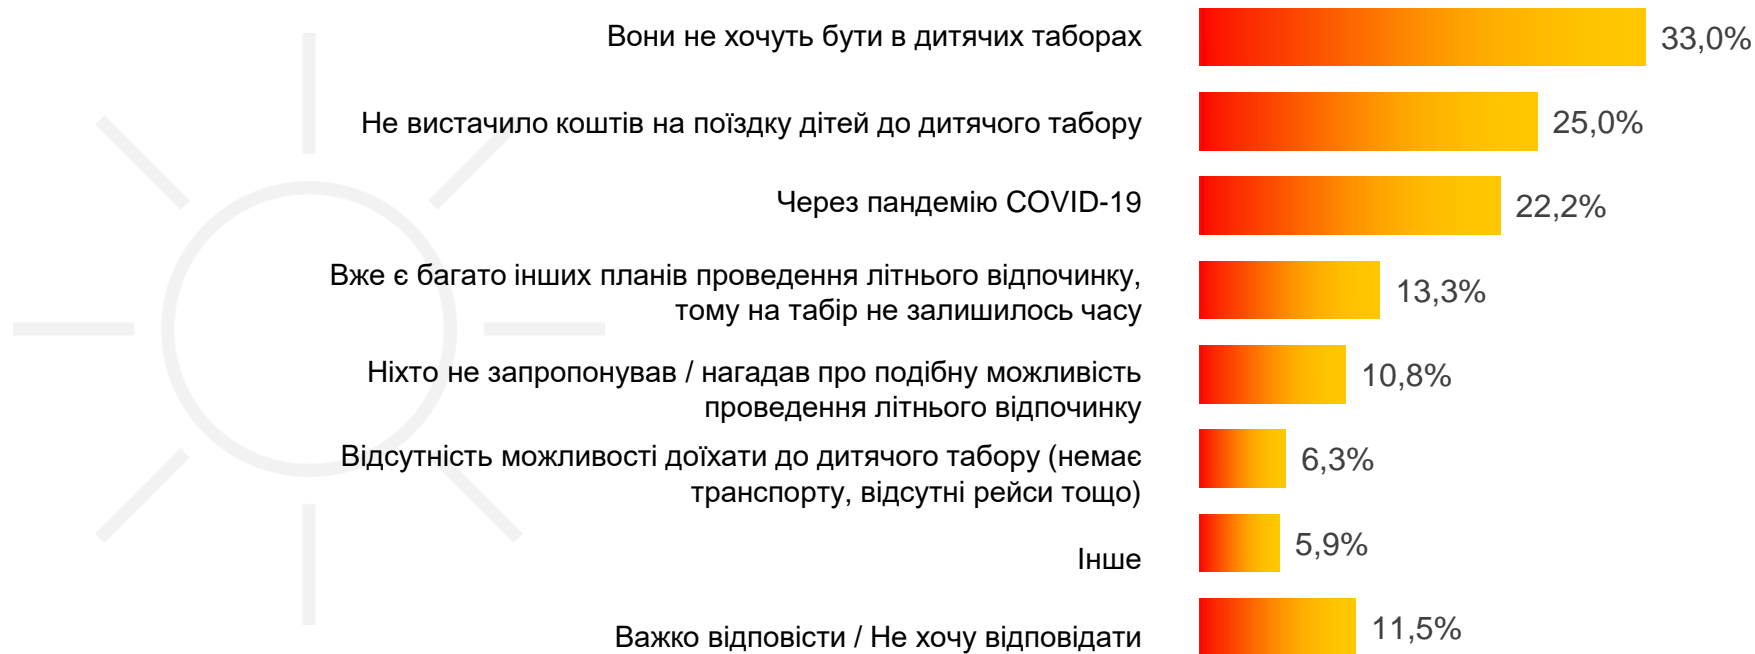 Вони не хочуть бути в дитячих таборах
33,0%
Не вистачило коштів на поїздку дітей до дитячого табору
25,0%
Через пандемію COVID-19
22,2%
Вже є багато інших планів проведення літнього відпочинку,
тому на табір не залишилось часу
13,3%
Ніхто не запропонував / нагадав про подібну можливість
проведення літнього відпочинку
10,8%
Відсутність можливості доїхати до дитячого табору (немає
транспорту, відсутні рейси тощо)
6,3%
Інше
5,9%
Важко відповісти / Не хочу відповідати
11,5%